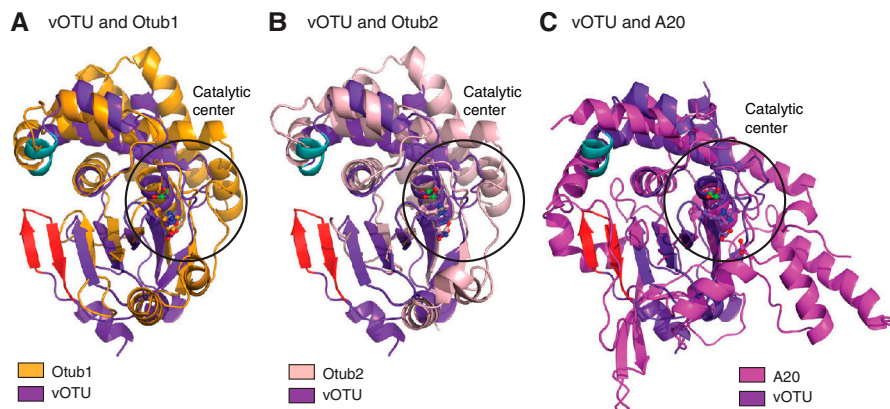 A vOTU and Otub1
Catalytic
center
Otub1
vOTU
B vOTU and Otub2
Catalytic
center
Otub2
vOTU
C vOTU and A20
Catalytic
center
A20
vOTU